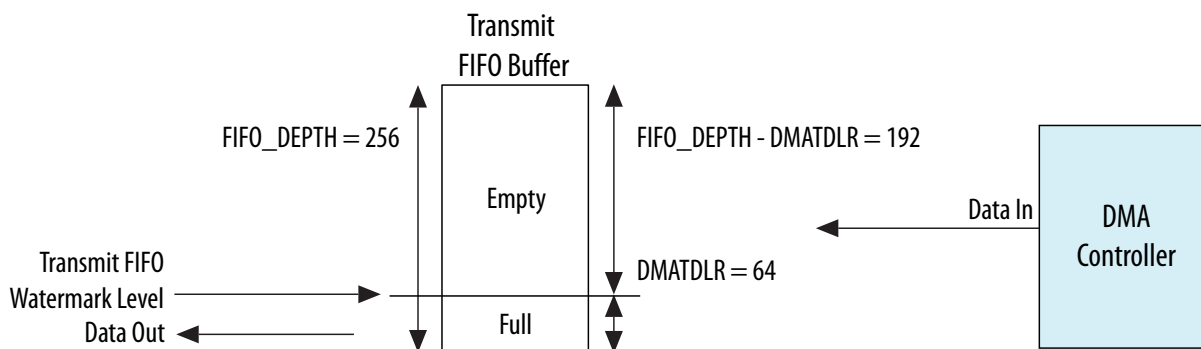 Transmit
FIFO Buffer
FIFO_DEPTH = 256
FIFO_DEPTH - DMATDLR = 192
Empty
Data In
DMA
Controller
DMATDLR = 64
Transmit FIFO
Watermark Level
Data Out
Full